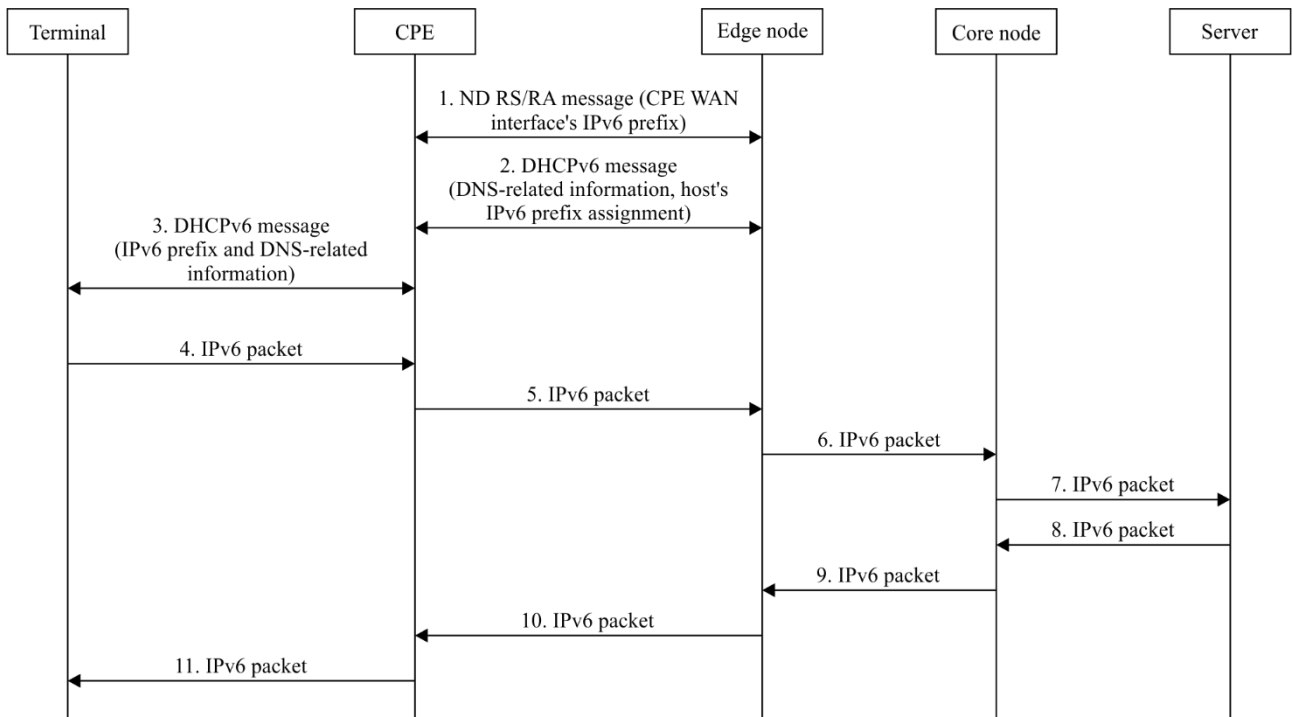 Terminal
CPE
Edge node
Core node
Server
1. ND RS/RA message (CPE WAN
interface's IPv6 prefix)
2. DHCPv6 message
(DNS-related information, host's
IPv6 prefix assignment)
3. DHCPv6 message
(IPv6 prefix and DNS-related
information)
4. IPv6 packet
5. IPv6 packet
6. IPv6 packet
7. IPv6 packet
8. IPv6 packet
9. IPv6 packet
10. IPv6 packet
11. IPv6 packet